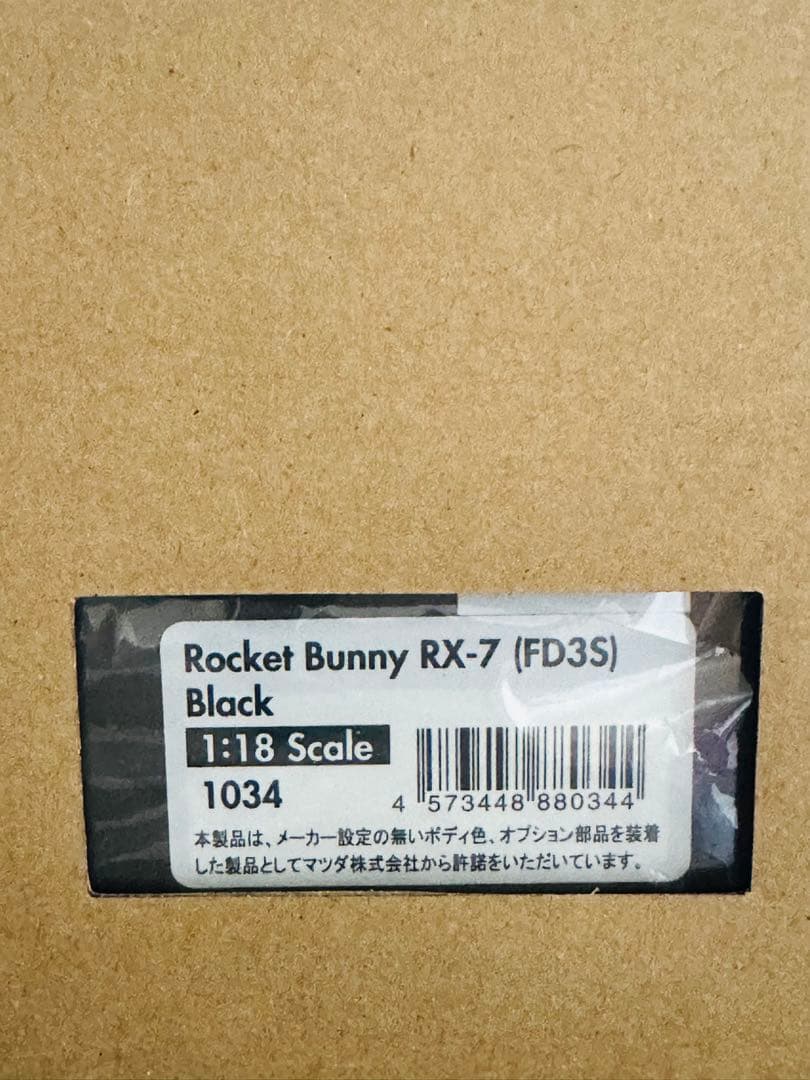 Rocket Bunny RX-7 (FD3S)
Black
1:18 Scale
1034
4 573448 880344
本製品は、メーカー設定の無いボディ色、オプション部品を装着
した製品としてマツダ株式会社から許諾をいただいています。